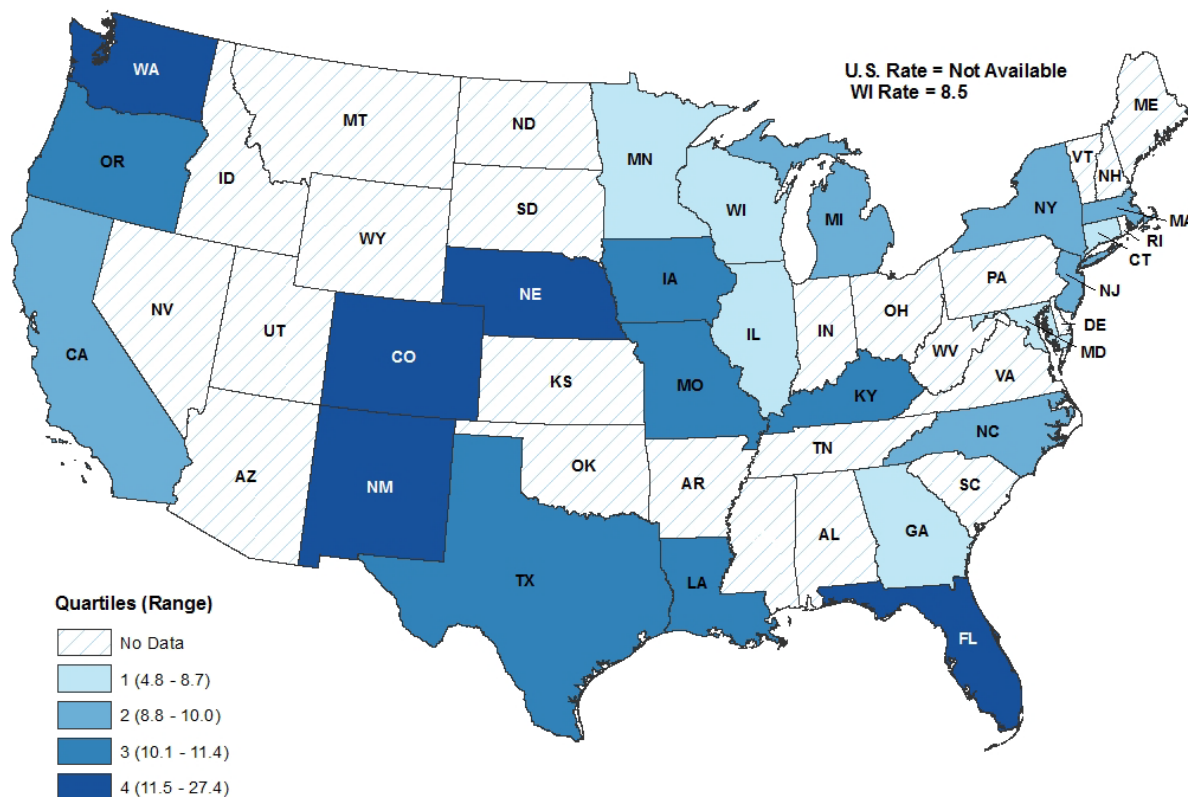 U.S. Rate = Not Available
WI Rate = 8.5
WA
ME
MT
ND
VT
MN
OR
NH
ID
SD
WI
NY
MI
MA
WY
RI
CT
IA
PA
NE
NJ
NV
OH
IN
IL
UT
DE
CO
MD
CA
WV
KS
VA
MO
KY
NC
TN
OK
AZ
AR
SC
NM
GA
AL
TX
LA
FL
Quartiles (Range)
No Data
1 (4.8 - 8.7)
2 (8.8 - 10.0)
3 (10.1 - 11.4)
4 (11.5 - 27.4)